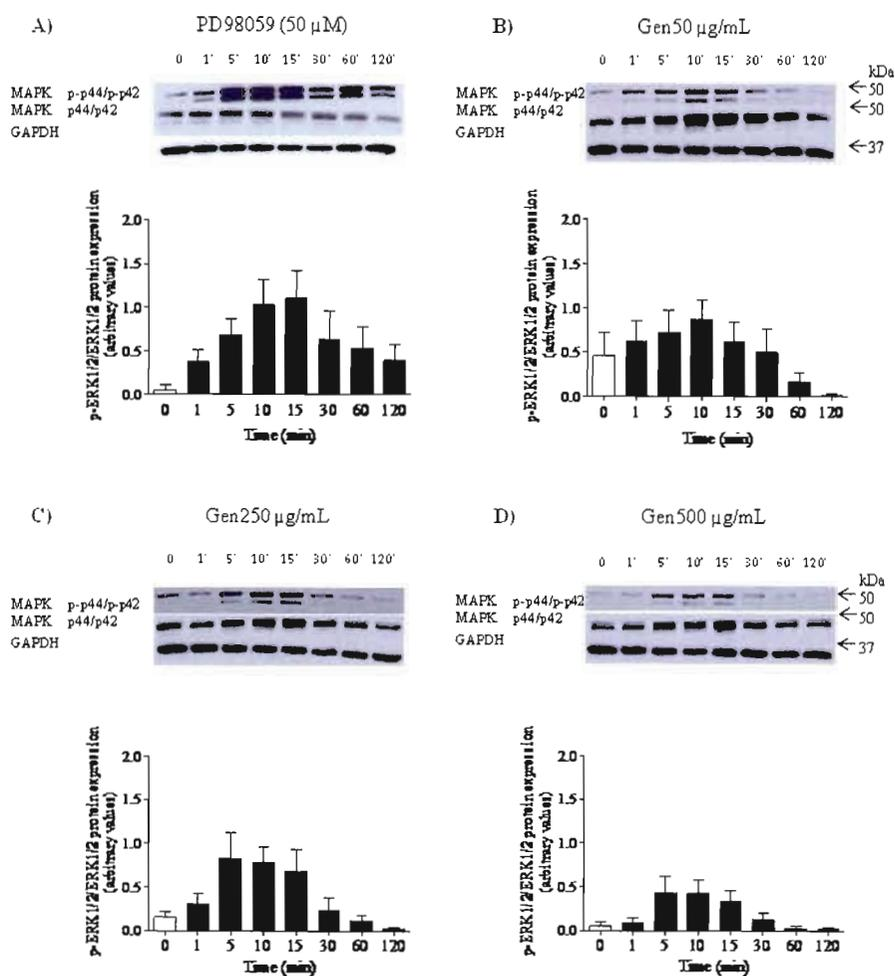 A) PD98059 (50 µM)
0 1' 5' 10' 15' 30' 60' 120'
MAPK p-p44/p-p42
MAPK p44/p42
GAPDH
p-ERK1/2/ERK1/2 protein expression
(arbitrary values)
2.0
1.5
1.0
0.5
0.0
0 1 5 10 15 30 60 120
Time (min)
B) Gen50 µg/mL
0 1' 5' 10' 15' 30' 60' 120'
kDa
MAPK p-p44/p-p42
MAPK p44/p42
GAPDH
← 50
← 50
← 37
p-ERK1/2/ERK1/2 protein expression
(arbitrary values)
2.0
1.5
1.0
0.5
0.0
0 1 5 10 15 30 60 120
Time (min)
C) Gen250 µg/mL
0 1' 5' 10' 15' 30' 60' 120'
MAPK p-p44/p-p42
MAPK p44/p42
GAPDH
p-ERK1/2/ERK1/2 protein expression
(arbitrary values)
2.0
1.5
1.0
0.5
0.0
0 1 5 10 15 30 60 120
Time (min)
D) Gen500 µg/mL
0 1' 5' 10' 15' 30' 60' 120'
kDa
MAPK p-p44/p-p42
MAPK p44/p42
GAPDH
← 50
← 50
← 37
p-ERK1/2/ERK1/2 protein expression
(arbitrary values)
2.0
1.5
1.0
0.5
0.0
0 1 5 10 15 30 60 120
Time (min)